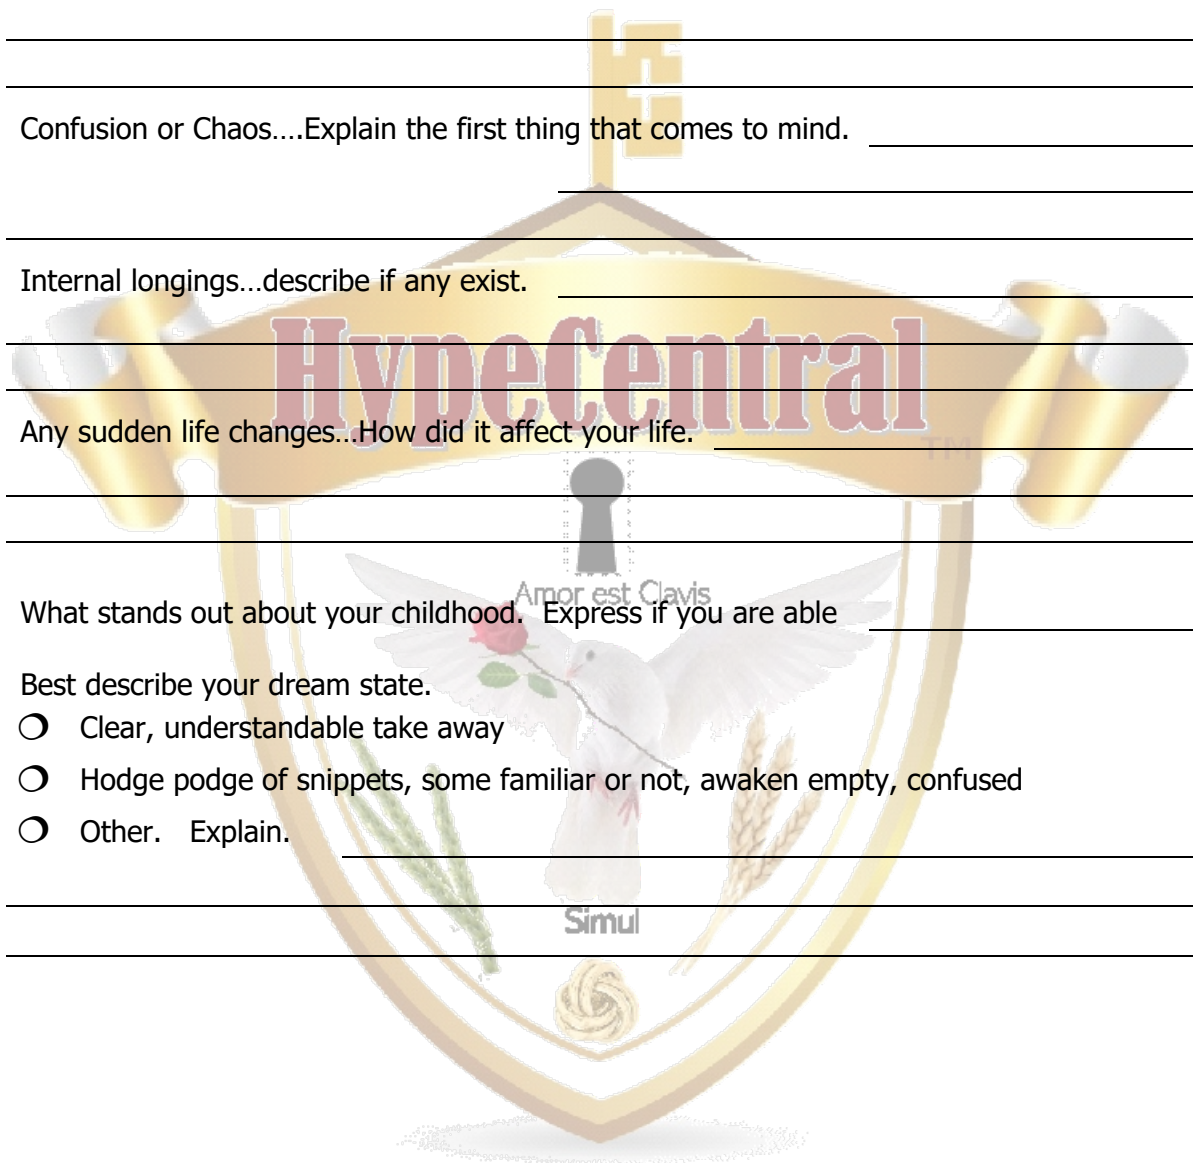 Confusion or Chaos….Explain the first thing that comes to mind.
Internal longings…describe if any exist.
HypeCentral
TM
Any sudden life changes…How did it affect your life.
Amor est Clavis
What stands out about your childhood.  Express if you are able
Best describe your dream state.
Clear, understandable take away
Hodge podge of snippets, some familiar or not, awaken empty, confused
Other.   Explain.
Simul